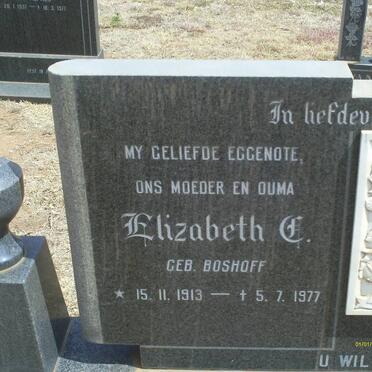 In liefdev
MY GELIEFDE EGGENOTE,
ONS MOEDER EN OUMA
Elizabeth C.
GEB. BOSHOFF
★ 15. 11. 1913 — ✝ 5. 7. 1977
U WIL